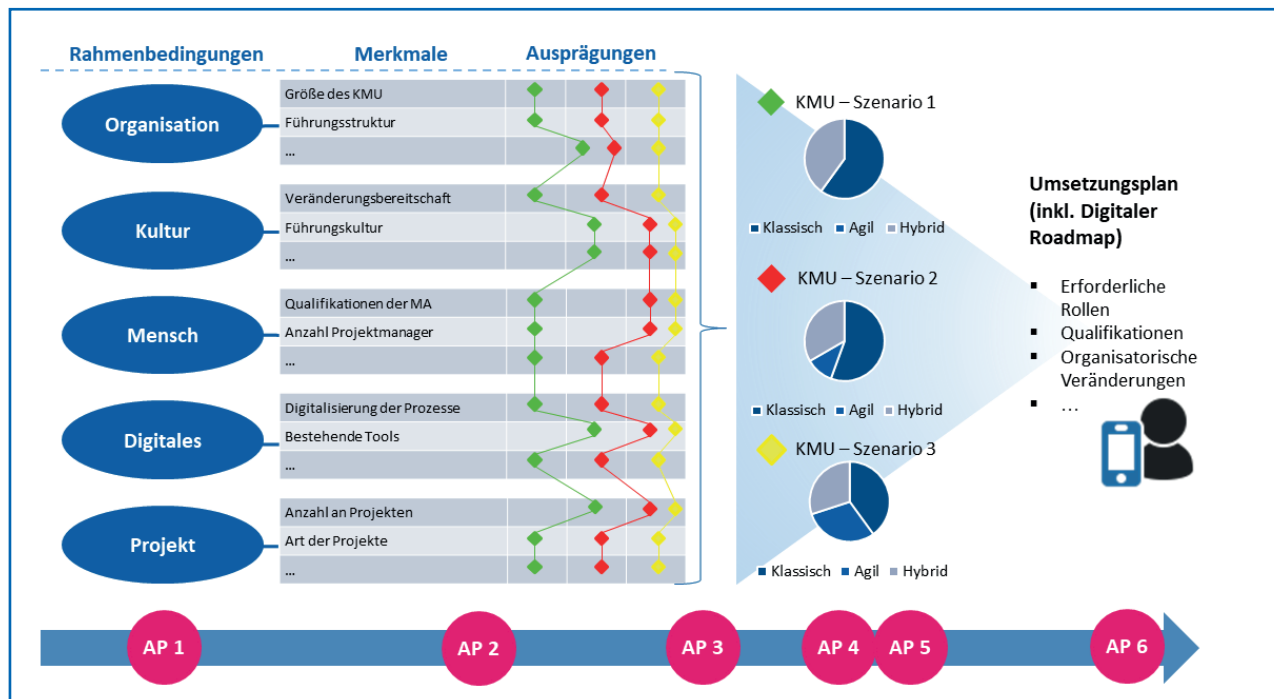 Rahmenbedingungen Merkmale Ausprägungen
Organisation
Größe des KMU
Führungsstruktur
...
Kultur
Veränderungsbereitschaft
Führungskultur
...
Mensch
Qualifikationen der MA
Anzahl Projektmanager
...
Digitales
Digitalisierung der Prozesse
Bestehende Tools
...
Projekt
Anzahl an Projekten
Art der Projekte
...
KMU – Szenario 1
Klassisch Agil Hybrid
KMU – Szenario 2
Klassisch Agil Hybrid
KMU – Szenario 3
Klassisch Agil Hybrid
Umsetzungsplan
(inkl. Digitaler
Roadmap)
▪ Erforderliche
Rollen
▪ Qualifikationen
▪ Organisatorische
Veränderungen
▪ ...
AP 1 AP 2 AP 3 AP 4 AP 5 AP 6